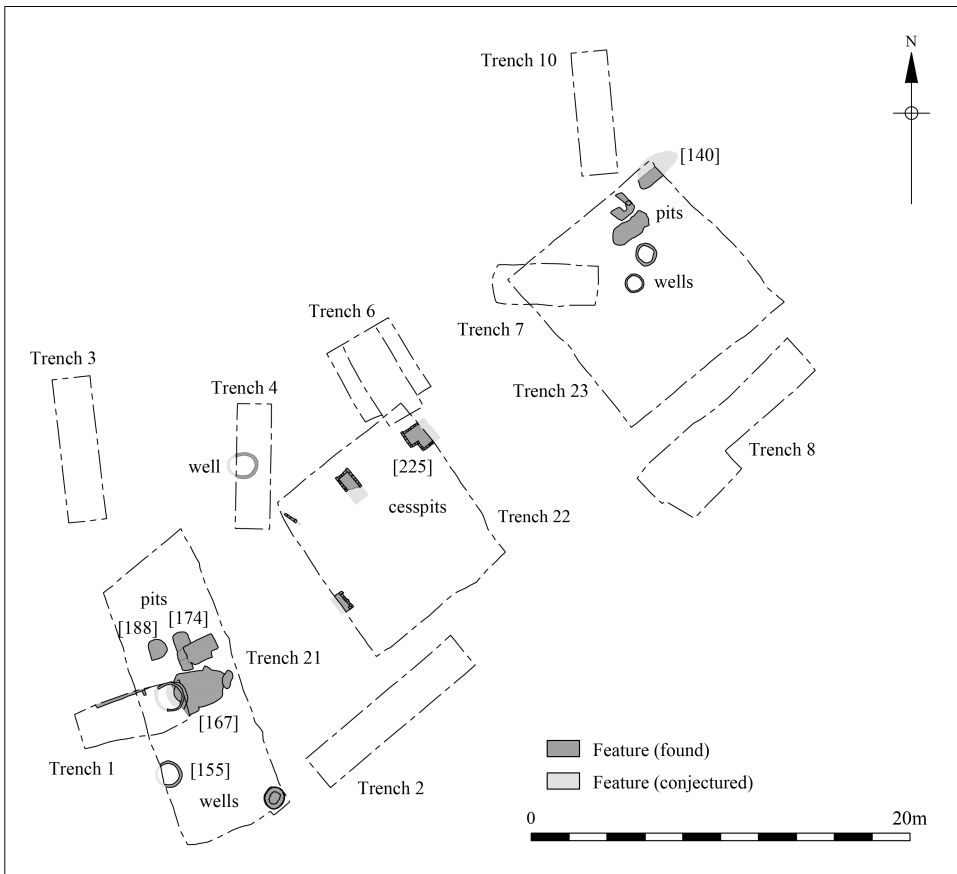 N
Trench 10
[140]
pits
wells
Trench 7
Trench 6
Trench 3
Trench 4
Trench 23
Trench 8
well
[225]
cesspits
Trench 22
pits
[174]
[188]
Trench 21
[167]
Trench 1
[155]
wells
Trench 2
Feature (found)
Feature (conjectured)
0 20m